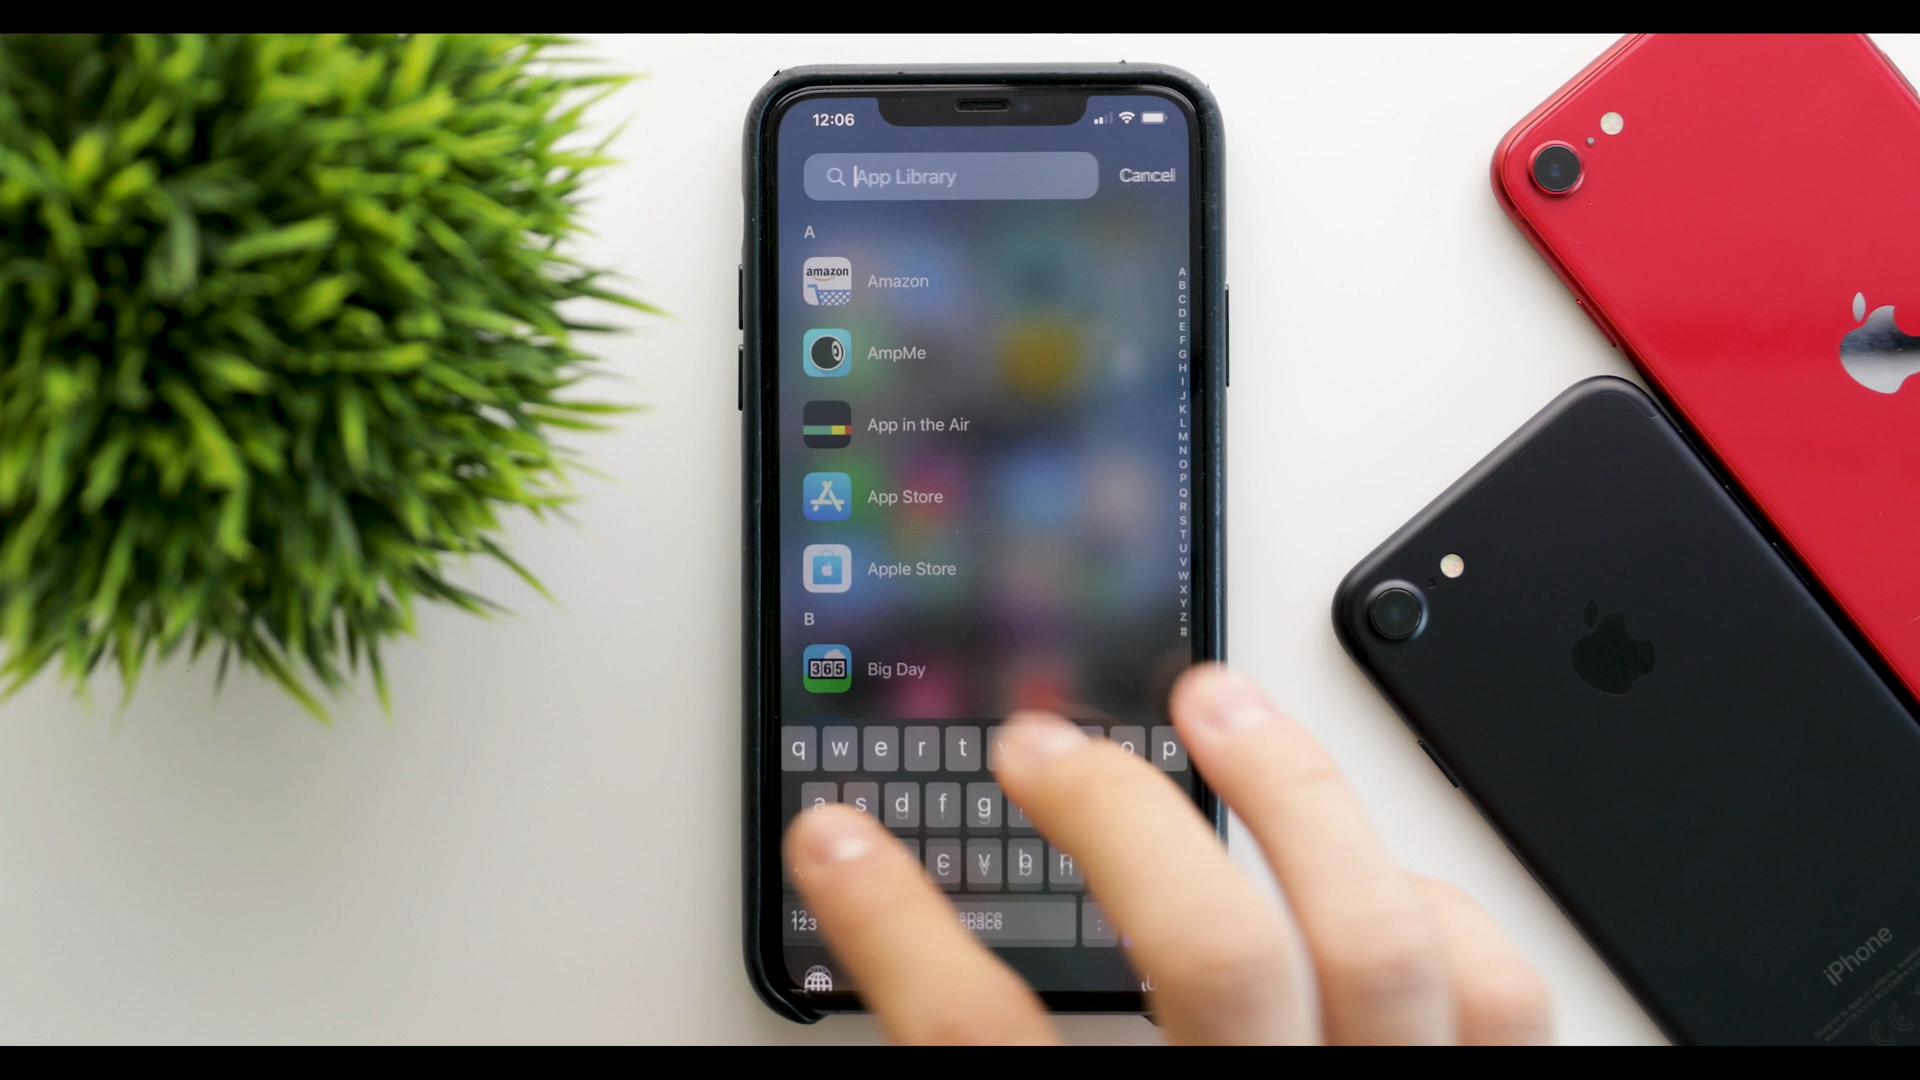 12:06
App Library
Cancel
A
amazon
Amazon
AmpMe
App in the Air
App Store
Apple Store
B
365
Big Day
A
B
C
D
E
F
G
H
I
J
K
L
M
N
O
P
Q
R
S
T
U
V
W
X
Y
Z
#
q w e r t o p
a s d f g
c v b n
123
space
iPhone